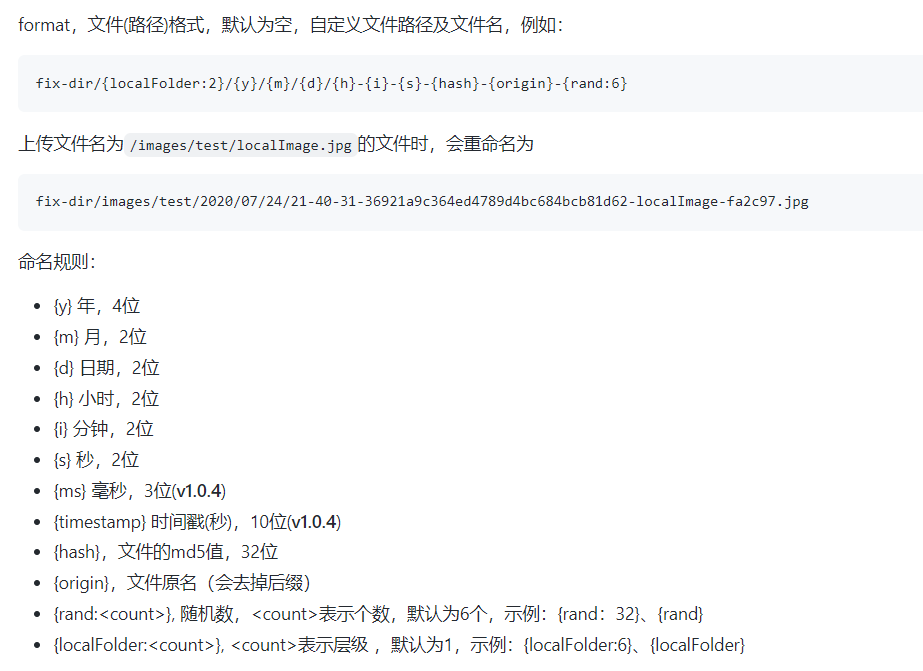 format，文件(路径)格式，默认为空，自定义文件路径及文件名，例如：
fix-dir/{localFolder:2}/{y}/{m}/{d}/{h}-{i}-{s}-{hash}-{origin}-{rand:6}
上传文件名为 /images/test/localImage.jpg 的文件时，会重命名为
fix-dir/images/test/2020/07/24/21-40-31-36921a9c364ed4789d4bc684bcb81d62-localImage-fa2c97.jpg
命名规则：
• {y} 年，4位
• {m} 月，2位
• {d} 日期，2位
• {h} 小时，2位
• {i} 分钟，2位
• {s} 秒，2位
• {ms} 毫秒，3位(v1.0.4)
• {timestamp} 时间戳(秒)，10位(v1.0.4)
• {hash}，文件的md5值，32位
• {origin}，文件原名（会去掉后缀）
• {rand:<count>}, 随机数，<count>表示个数，默认为6个，示例：{rand：32}、{rand}
• {localFolder:<count>}, <count>表示层级 ，默认为1，示例：{localFolder:6}、{localFolder}